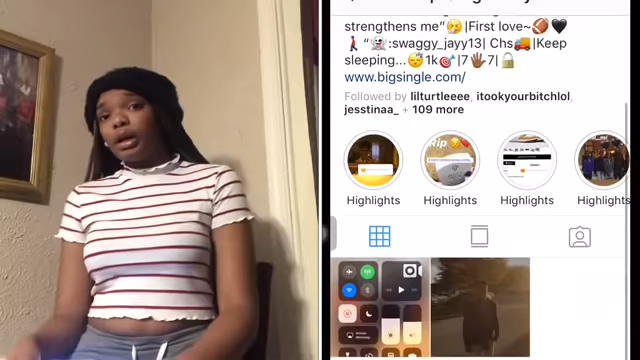 strengthens me"🥴|First love~🏈🖤
🚶🏿‍♂️"👻:swaggy_jayy13| Chs🚚|Keep
sleeping...😴1k🎯|7🖐🏾7|🔒
www.bigsingle.com/
Followed by lilturtleeee, itookyourbitchlol,
jesstinaa_ + 109 more
Rip
Highlights
Highlights
Highlights
Highlights